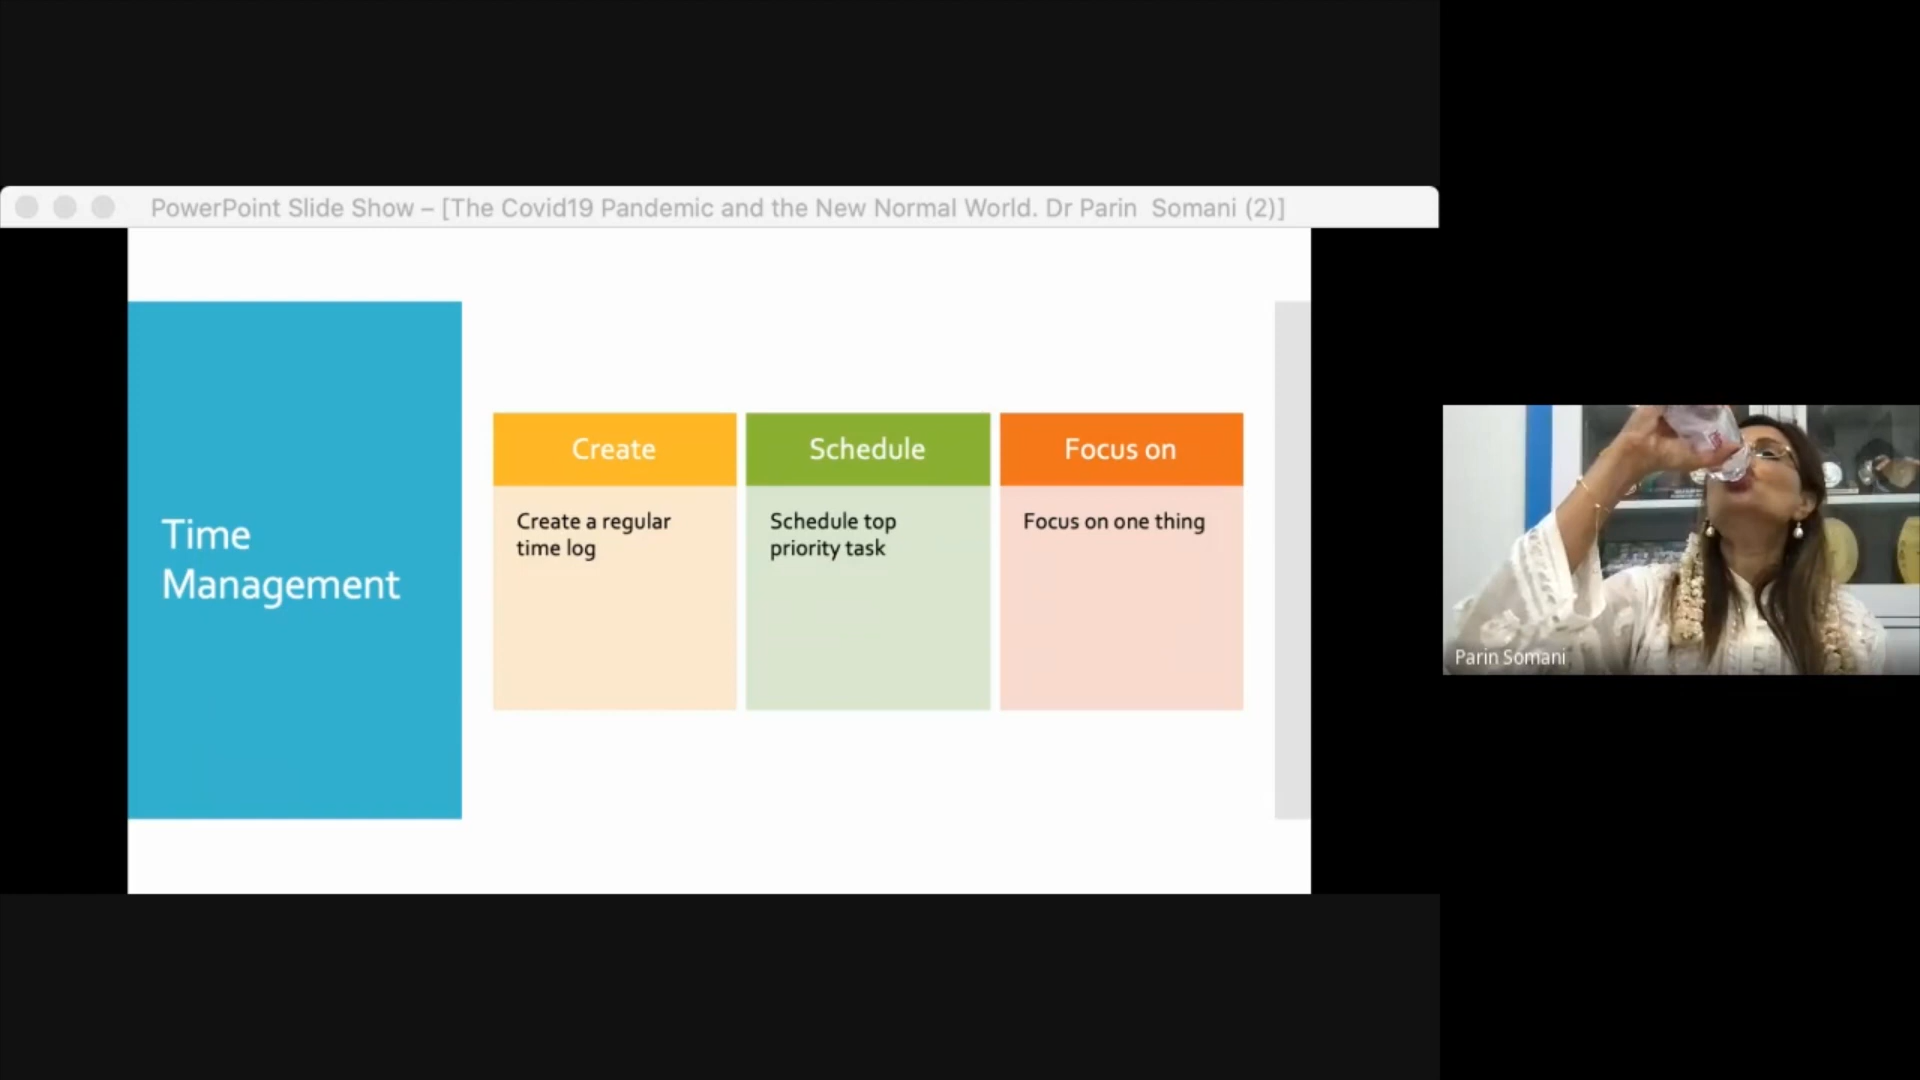 PowerPoint Slide Show – [The Covid19 Pandemic and the New Normal World. Dr Parin  Somani (2)]
Time
Management
Create
Create a regular
time log
Schedule
Schedule top
priority task
Focus on
Focus on one thing
Parin Somani